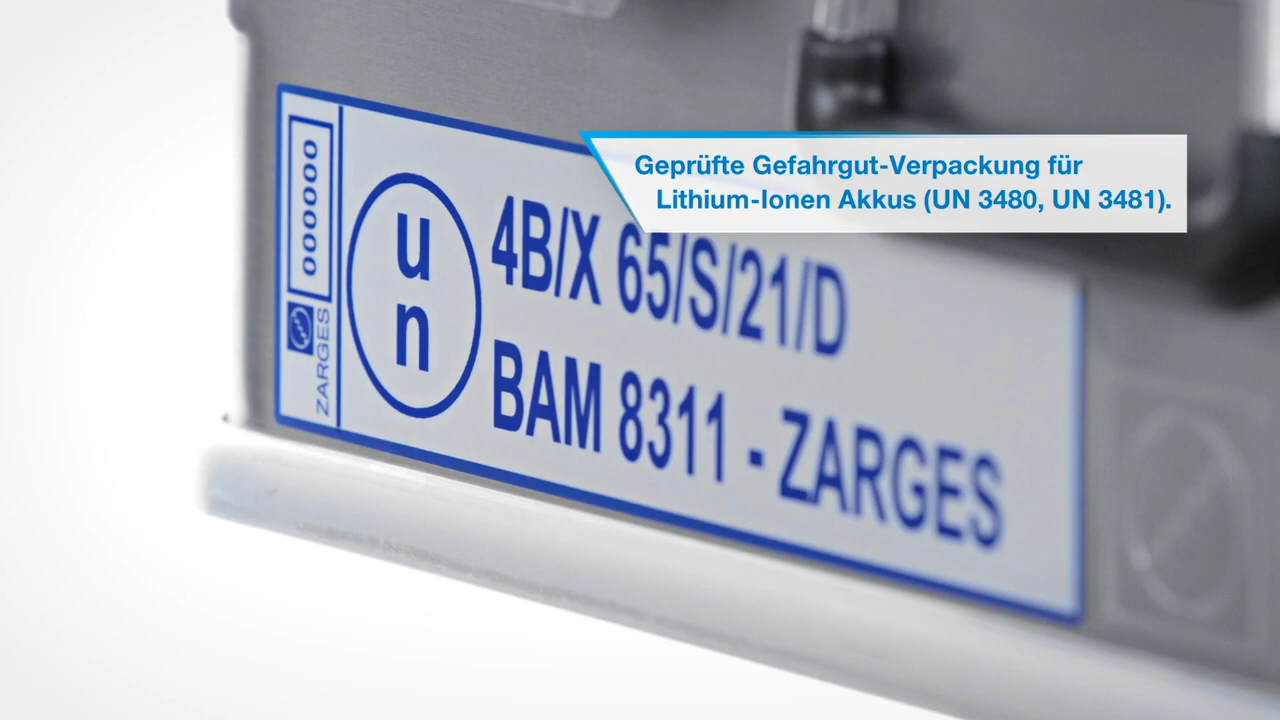 Geprüfte Gefahrgut-Verpackung für
Lithium-Ionen Akkus (UN 3480, UN 3481).
000000
ZARGES
u
n
4B/X 65/S/21/D
BAM 8311 - ZARGES